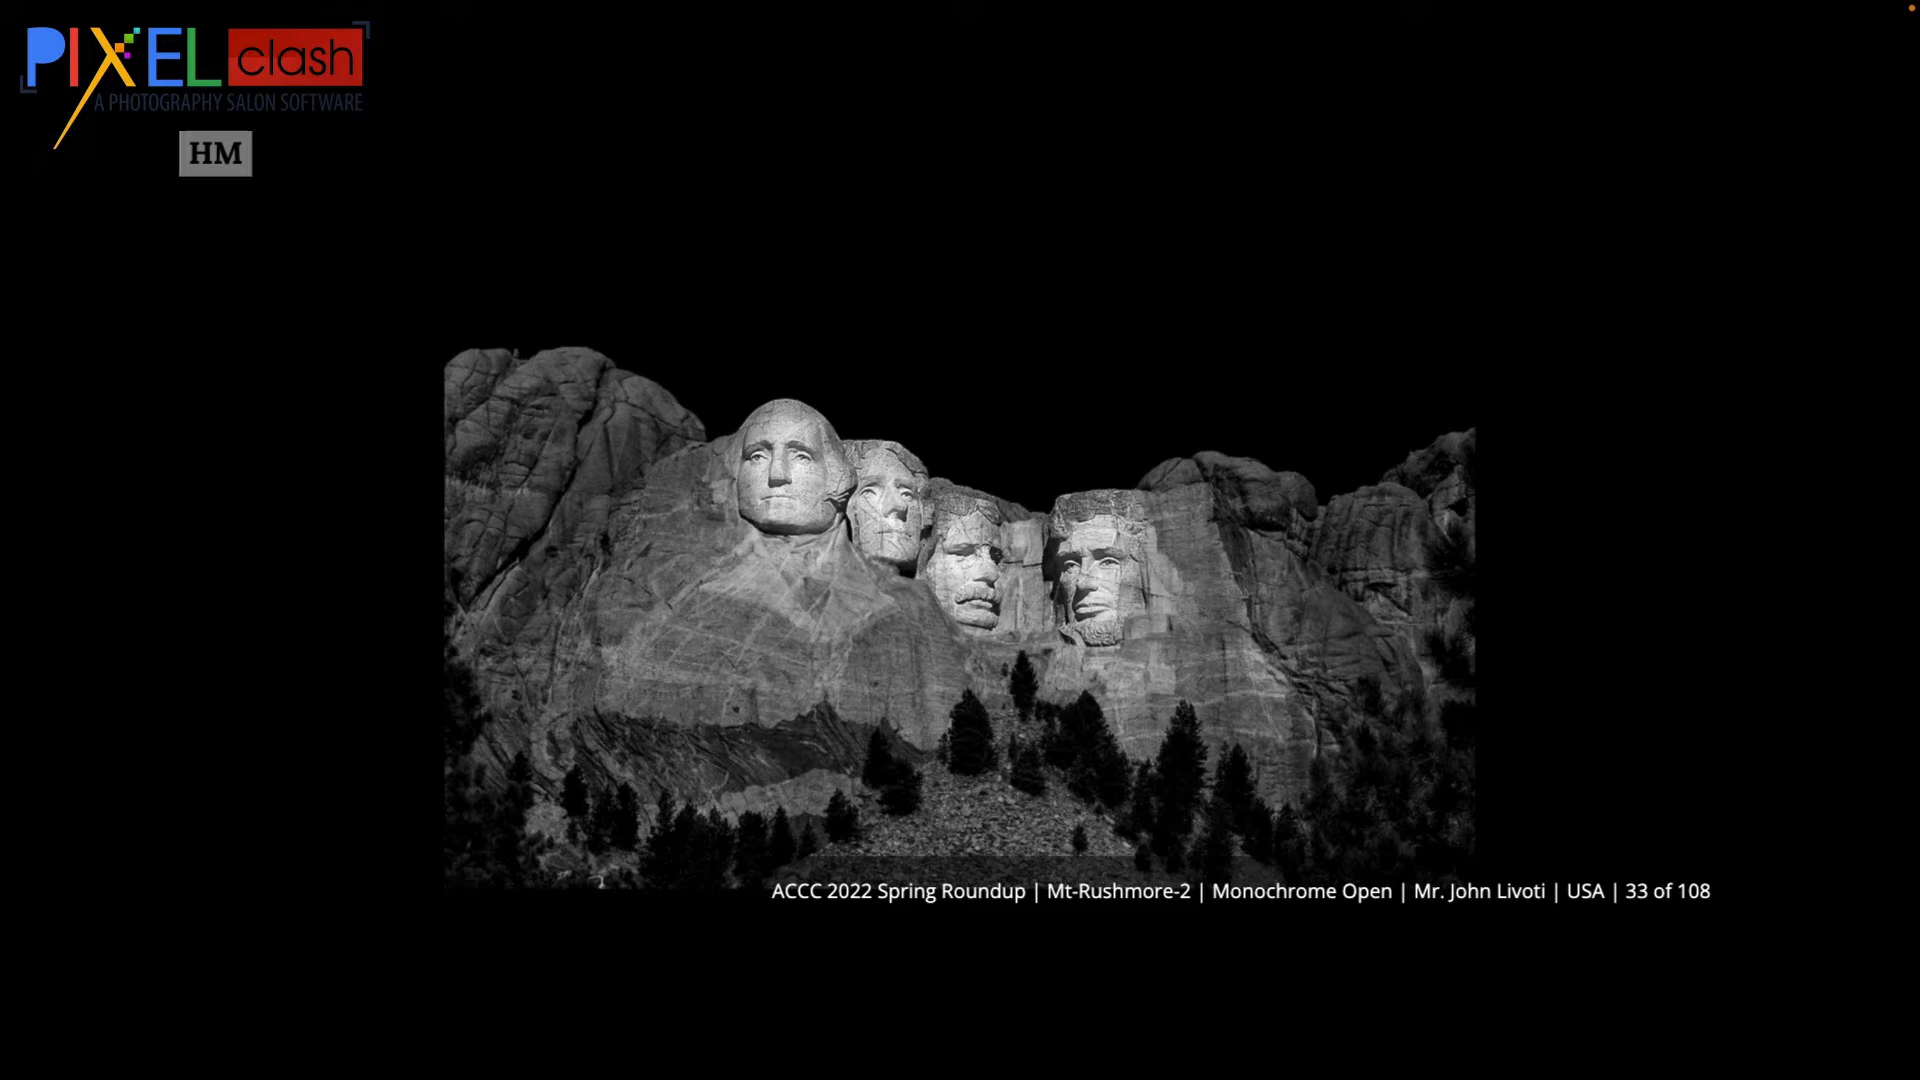 PIXEL clash
A PHOTOGRAPHY SALON SOFTWARE
HM
ACCC 2022 Spring Roundup | Mt-Rushmore-2 | Monochrome Open | Mr. John Livoti | USA | 33 of 108